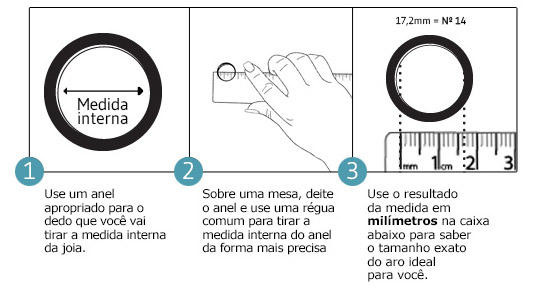 17,2mm = Nº 14
Medida
interna
mm 1cm 2 3
1
Use um anel
apropriado para o
dedo que você vai
tirar a medida interna
da joia.
2
Sobre uma mesa, deite
o anel e use uma régua
comum para tirar a
medida interna do anel
da forma mais precisa
3
Use o resultado
da medida em
milímetros na caixa
abaixo para saber
o tamanho exato
do aro ideal
para você.